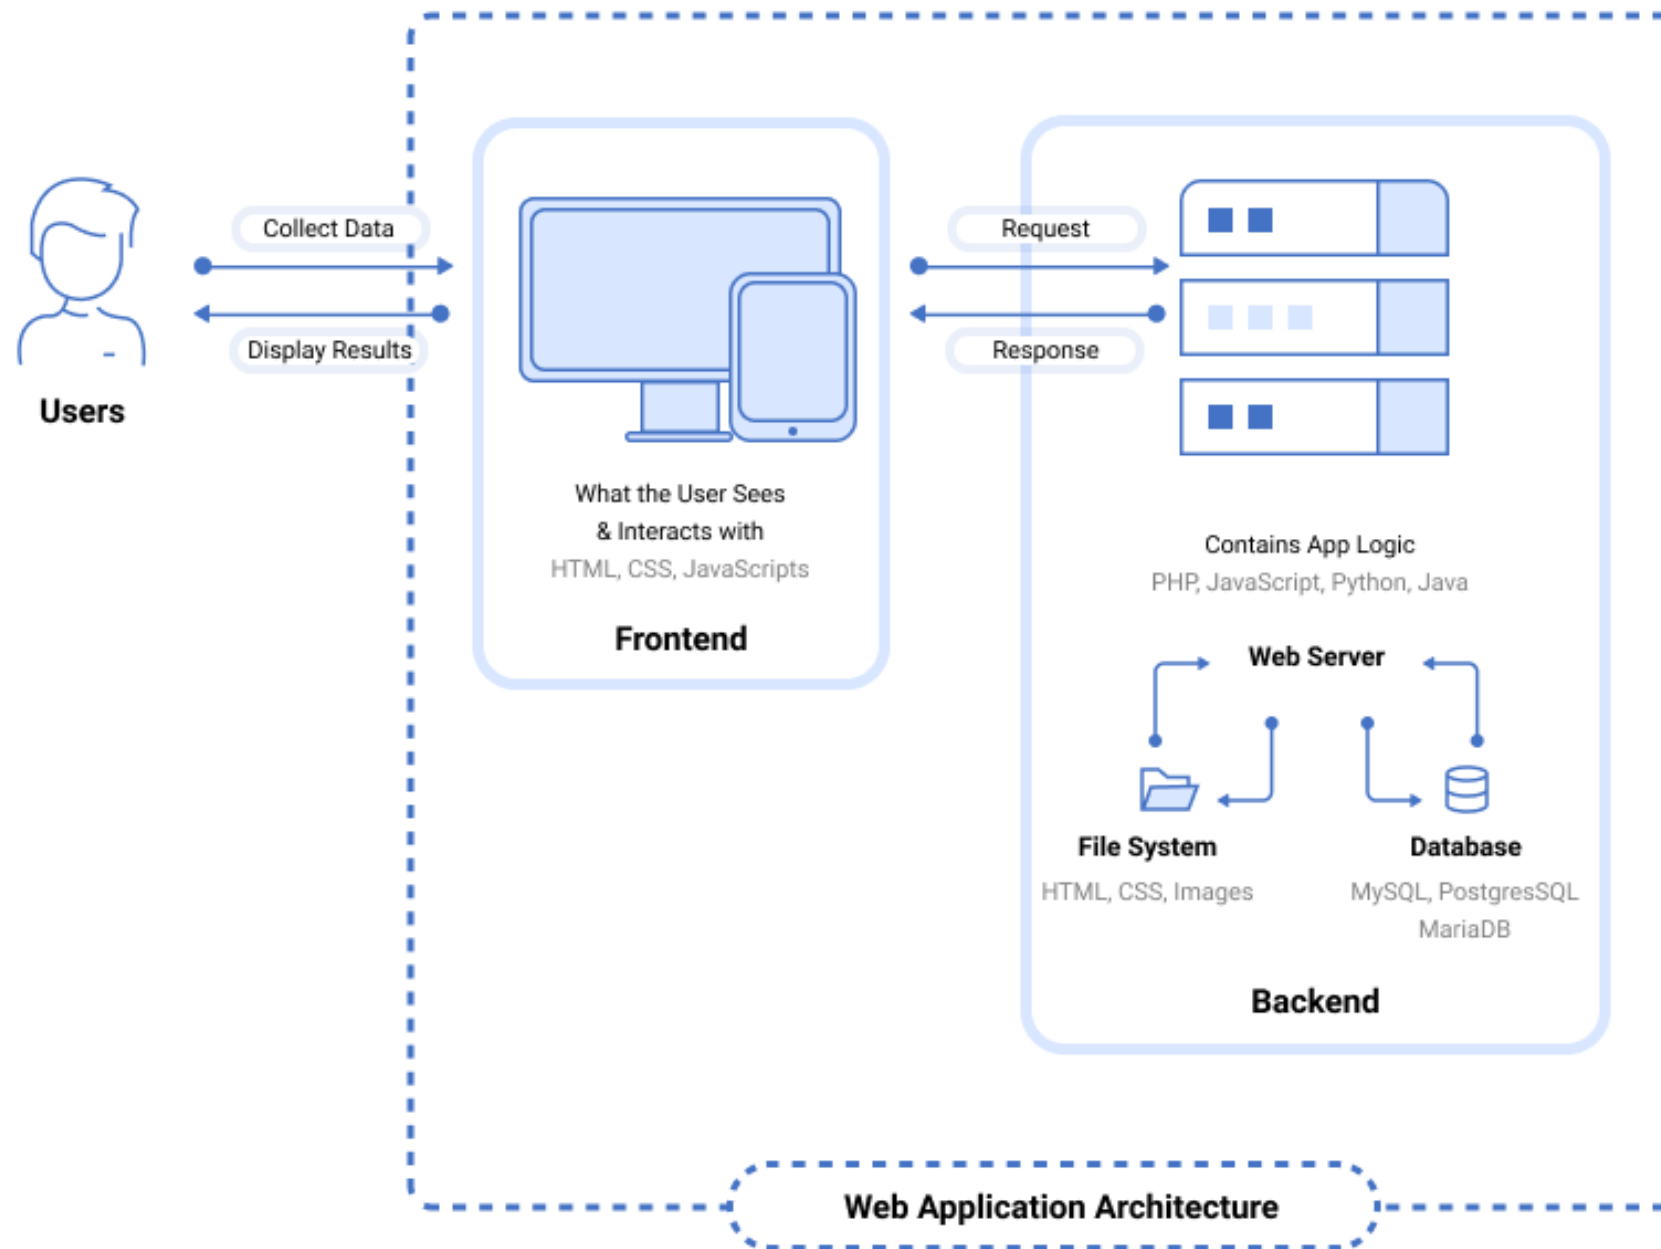 Collect Data
Display Results
Users
What the User Sees
& Interacts with
HTML, CSS, JavaScripts
Frontend
Request
Response
Contains App Logic
PHP, JavaScript, Python, Java
Web Server
File System
HTML, CSS, Images
Database
MySQL, PostgresSQL
MariaDB
Backend
Web Application Architecture